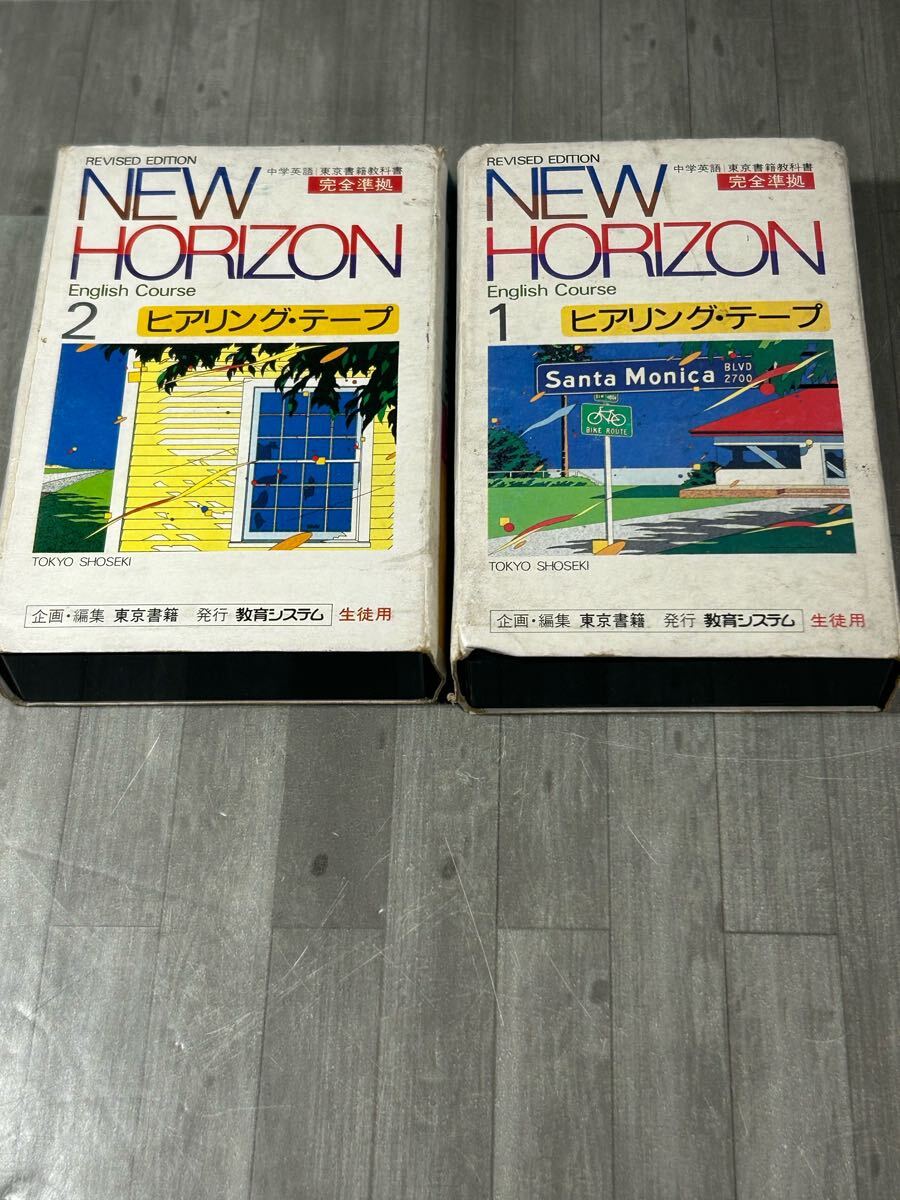 REVISED EDITION
中学英語|東京書籍教科書
完全準拠
NEW
HORIZON
English Course
2
ヒアリング・テープ
TOKYO SHOSEKI
企画・編集 東京書籍 発行 教育システム 生徒用
REVISED EDITION
中学英語|東京書籍教科書
完全準拠
NEW
HORIZON
English Course
1
ヒアリング・テープ
Santa Monica BLVD
2700
BIKE ROUTE
TOKYO SHOSEKI
企画・編集 東京書籍 発行 教育システム 生徒用